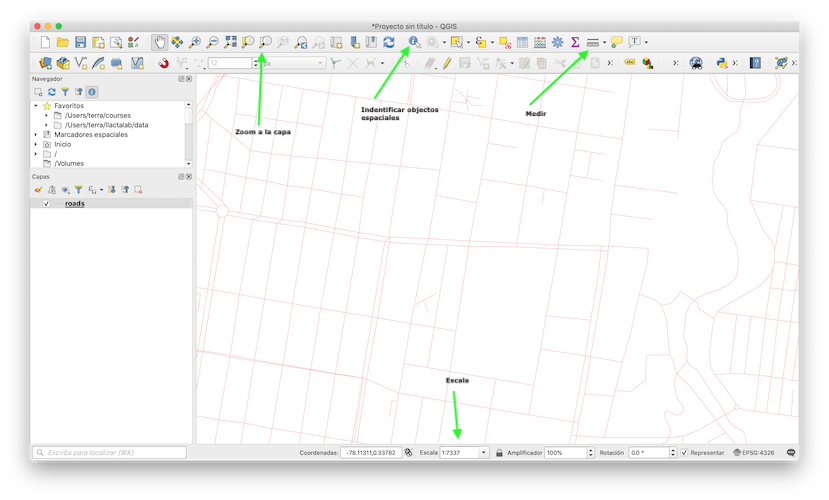 *Proyecto sin título - QGIS
12
px
Navegador
Favoritos
/Users/terra/courses
/Users/terra/llactalab/data
Marcadores espaciales
Inicio
/
/Volumes
Capas
roads
Zoom a la capa
Indentificar objectos
espaciales
Medir
Escala
Escriba para localizar (⌘K)
Coordenadas: -78.11311,0.33782 Escala 1:7337 Amplificador 100% Rotación 0.0 ° Representar EPSG:4326